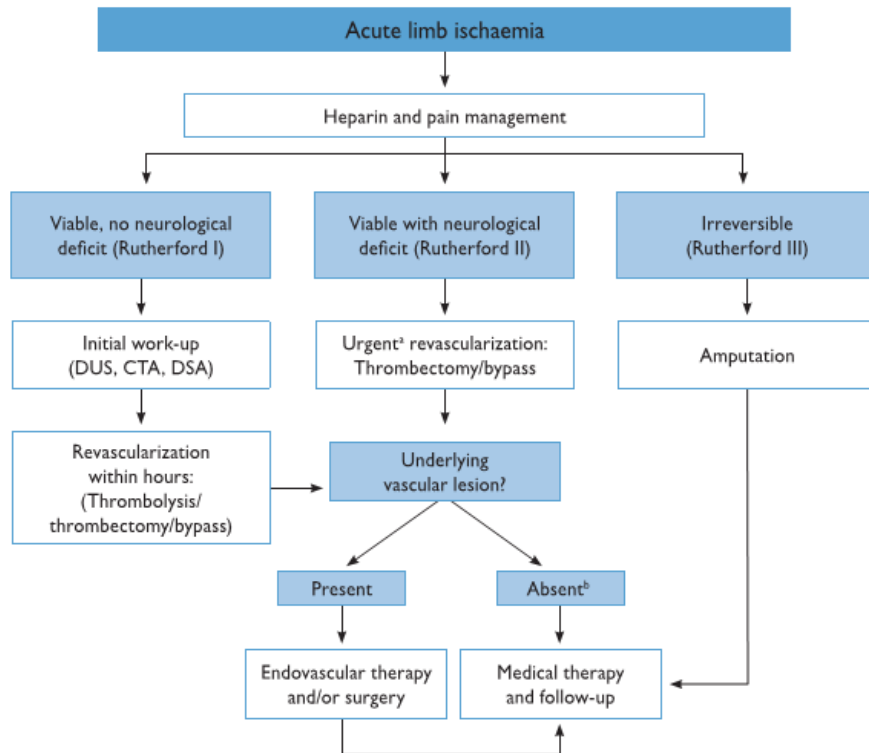 Acute limb ischaemia
Heparin and pain management
Viable, no neurological
deficit (Rutherford I)
Viable with neurological
deficit (Rutherford II)
Irreversible
(Rutherford III)
Initial work-up
(DUS, CTA, DSA)
Urgentᵃ revascularization:
Thrombectomy/bypass
Amputation
Revascularization
within hours:
(Thrombolysis/
thrombectomy/bypass)
Underlying
vascular lesion?
Present
Absentᵇ
Endovascular therapy
and/or surgery
Medical therapy
and follow-up